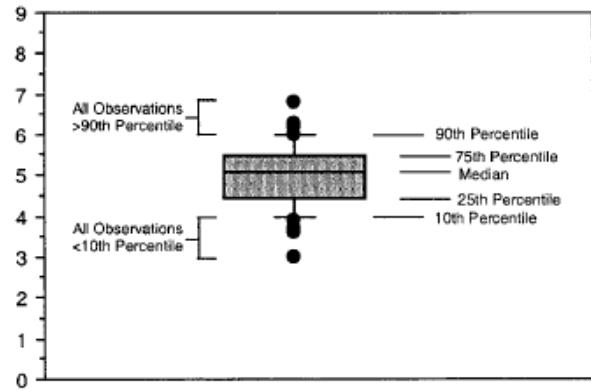 9
8
7
6
5
4
3
2
1
0
All Observations
>90th Percentile
All Observations
<10th Percentile
90th Percentile
75th Percentile
Median
25th Percentile
10th Percentile